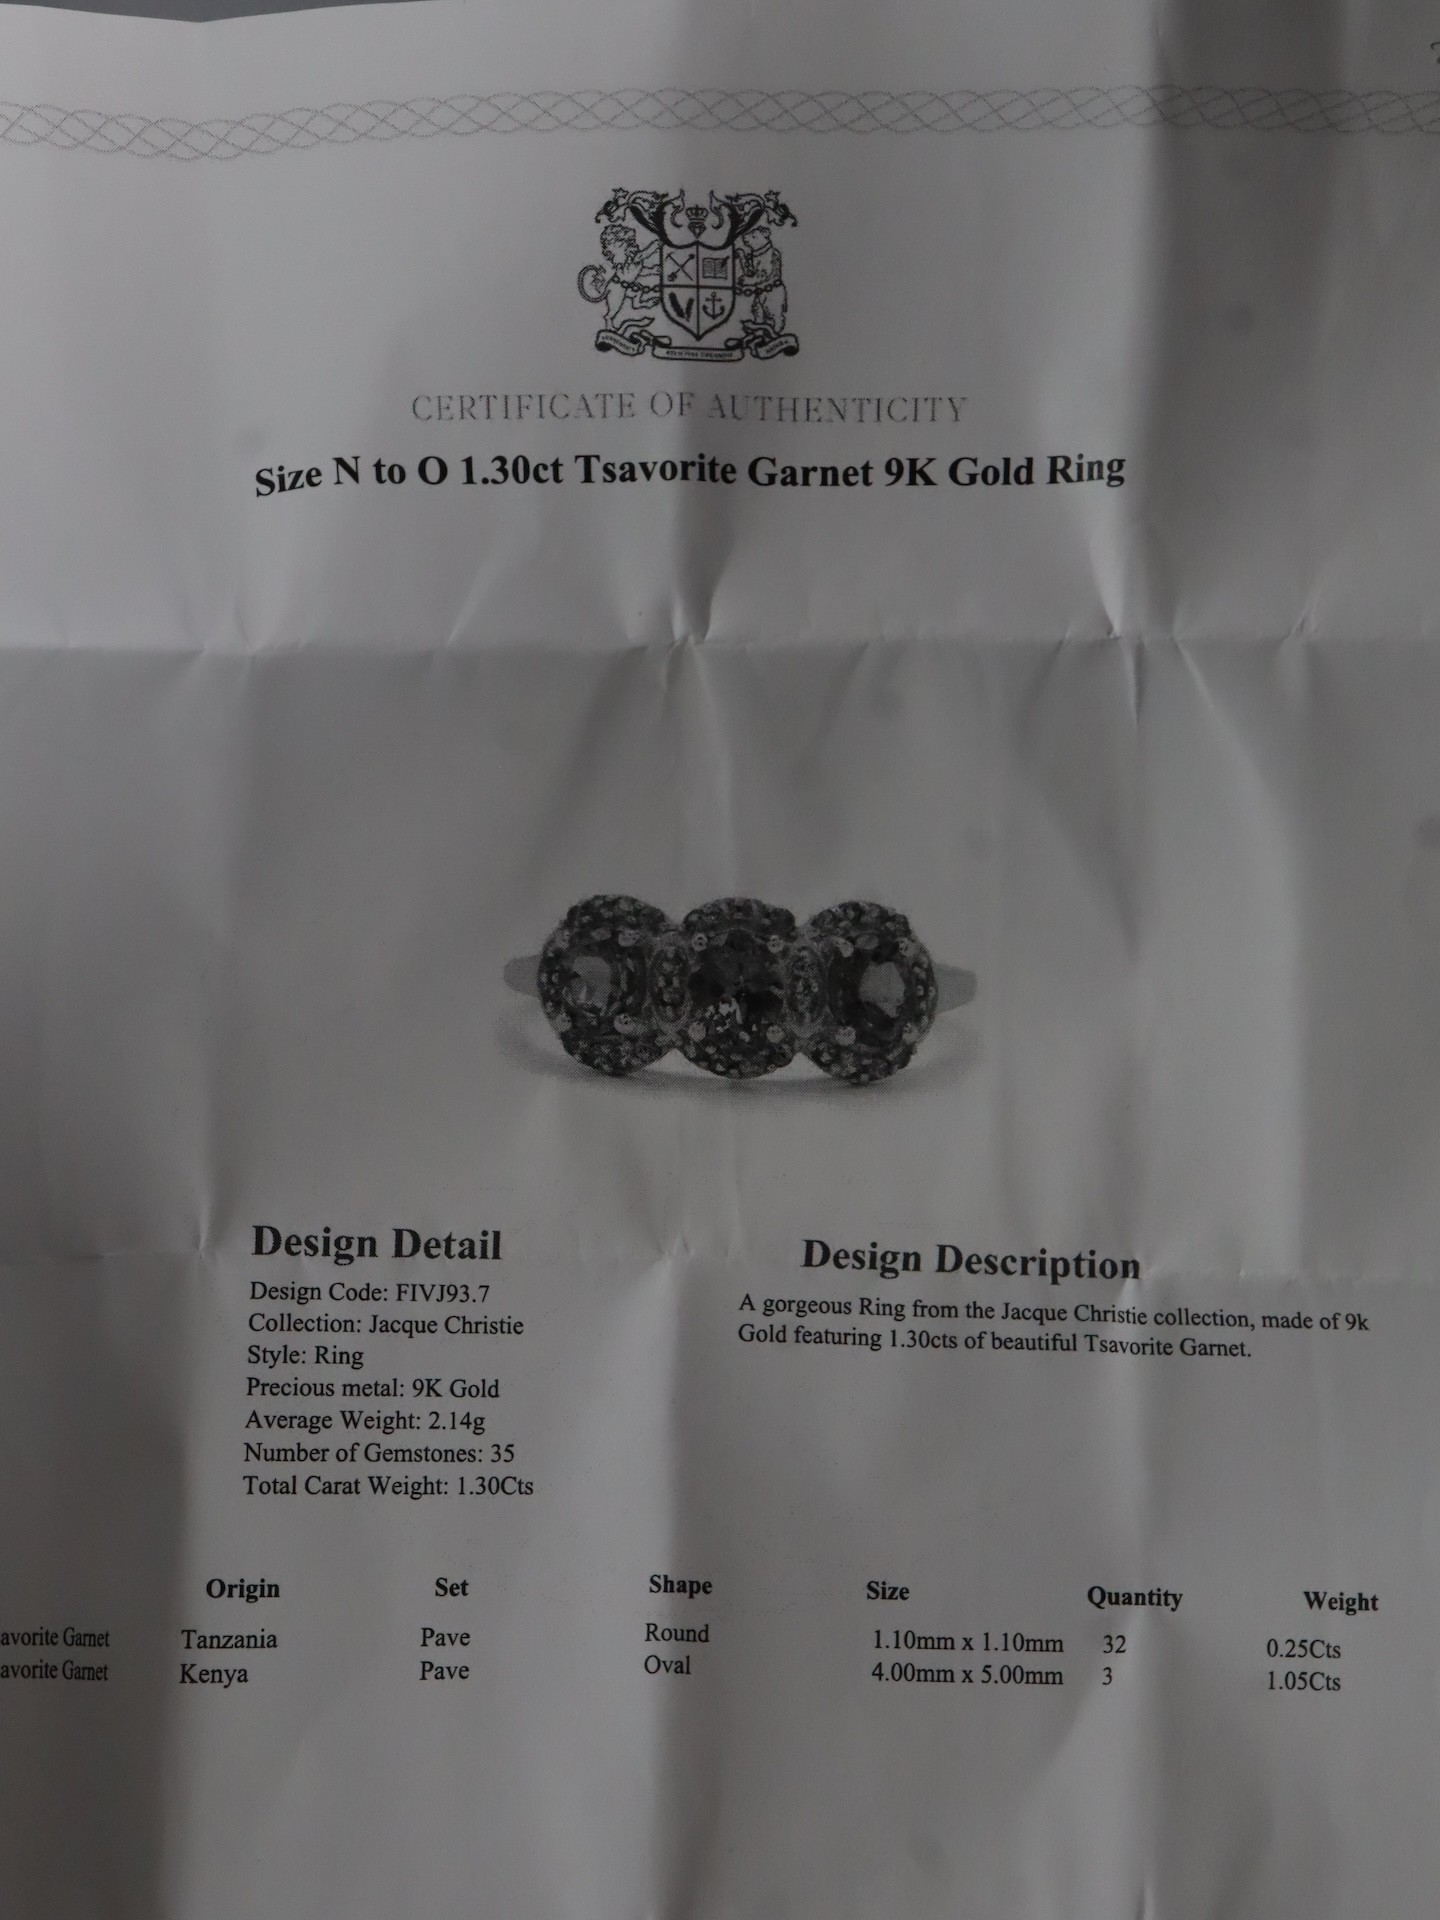 CERTIFICATE OF AUTHENTICITY
Size N to O 1.30ct Tsavorite Garnet 9K Gold Ring
Design Detail
Design Code: FIVJ93.7
Collection: Jacque Christie
Style: Ring
Precious metal: 9K Gold
Average Weight: 2.14g
Number of Gemstones: 35
Total Carat Weight: 1.30Cts
Design Description
A gorgeous Ring from the Jacque Christie collection, made of 9k
Gold featuring 1.30cts of beautiful Tsavorite Garnet.
Origin Set Shape Size Quantity Weight
avorite Garnet Tanzania Pave Round 1.10mm x 1.10mm 32 0.25Cts
avorite Garnet Kenya Pave Oval 4.00mm x 5.00mm 3 1.05Cts